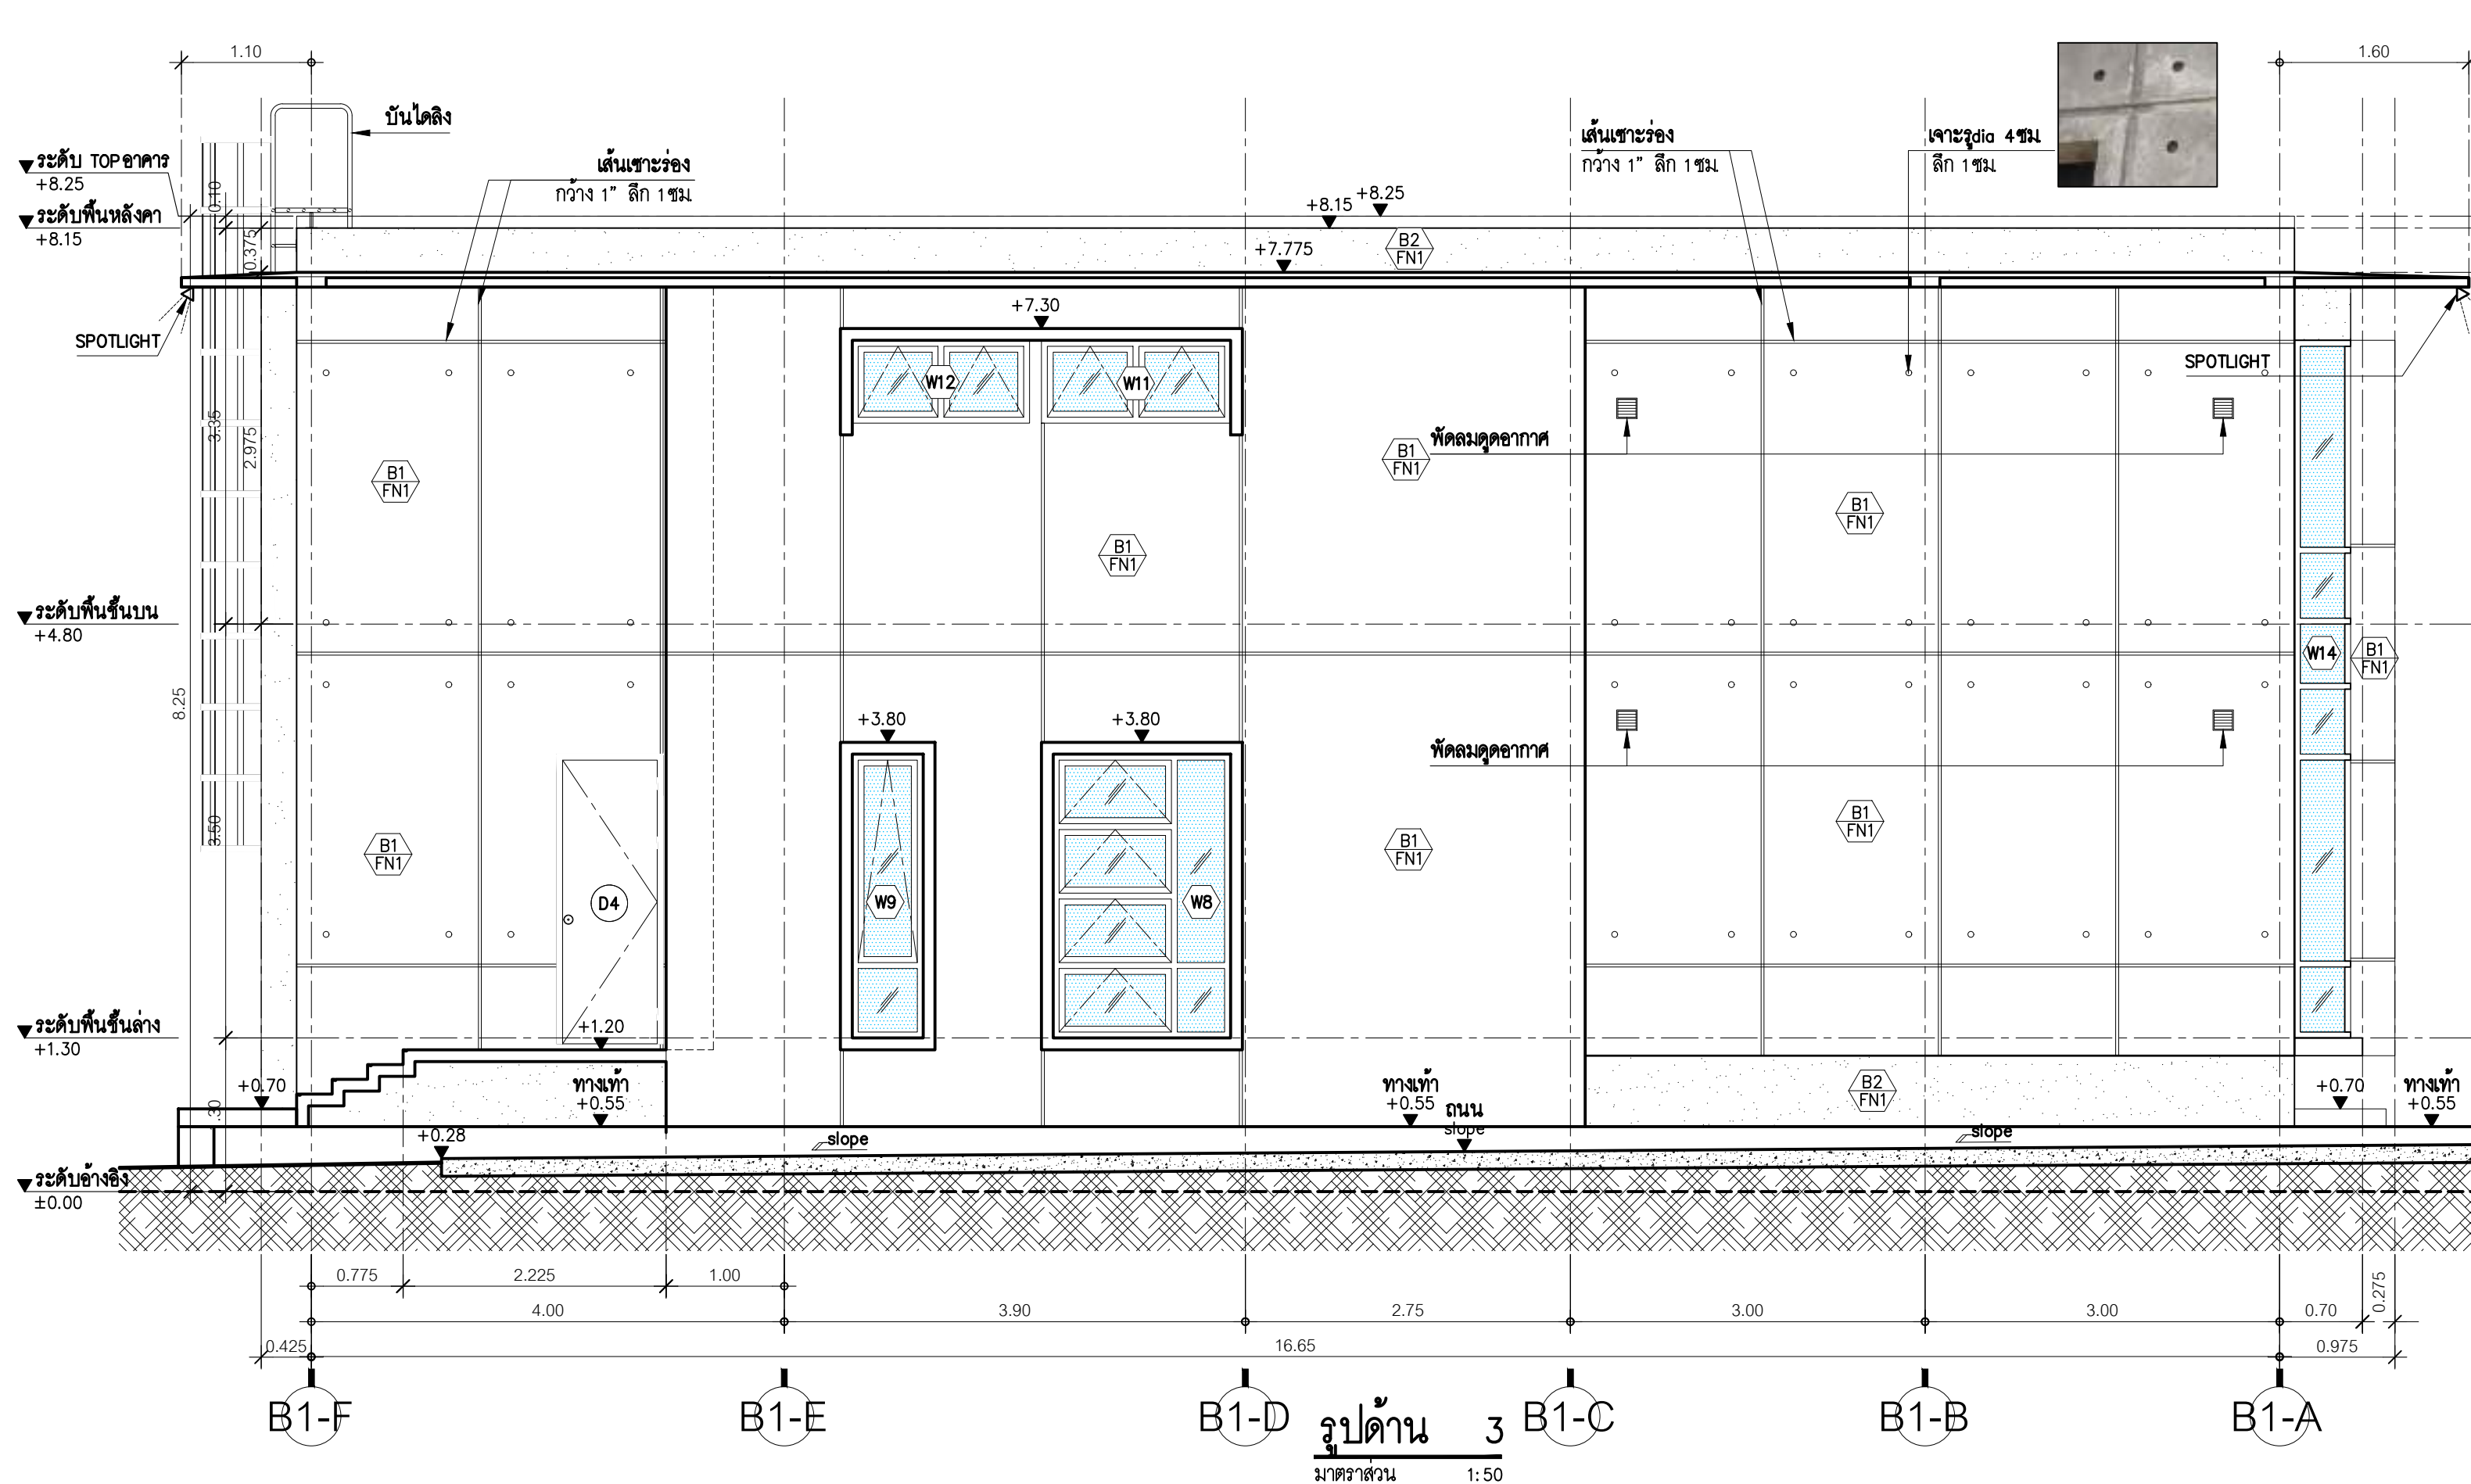 1.10
1.60
บันไดลิง
เส้นเซาะร่อง
กว้าง 1” ลึก 1ซม.
เส้นเซาะร่อง
กว้าง 1” ลึก 1ซม.
เจาะรูdia 4ซม.
ลึก 1ซม.
ระดับ TOPอาคาร
+8.25
ระดับพื้นหลังคา
+8.15
0.10
0.375
+8.15
+8.25
+7.775
B2
FN1
SPOTLIGHT
SPOTLIGHT
+7.30
W12
W11
3.35
2.975
พัดลมดูดอากาศ
B1
FN1
B1
FN1
B1
FN1
B1
FN1
ระดับพื้นชั้นบน
+4.80
W14
B1
FN1
8.25
+3.80
+3.80
พัดลมดูดอากาศ
3.50
B1
FN1
B1
FN1
B1
FN1
D4
W9
W8
ระดับพื้นชั้นล่าง
+1.30
+1.20
+0.70
.30
ทางเท้า
+0.55
ทางเท้า
+0.55
B2
FN1
+0.70
ทางเท้า
+0.55
+0.28
slope
ถนน
slope
slope
ระดับอ้างอิง
±0.00
0.775
2.225
1.00
0.275
4.00
3.90
2.75
3.00
3.00
0.70
0.425
16.65
0.975
B1-F
B1-E
B1-D
B1-C
B1-B
B1-A
รูปด้าน 3
มาตราส่วน 1:50